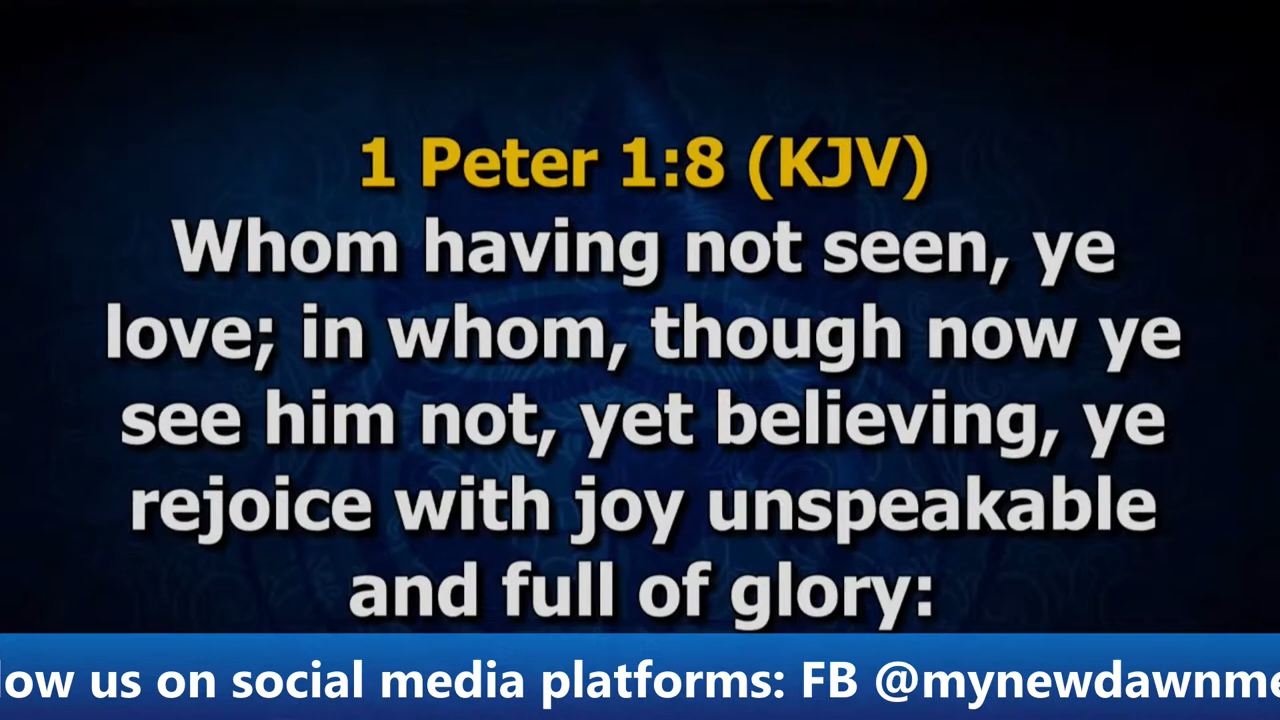 1 Peter 1:8 (KJV)
Whom having not seen, ye
love; in whom, though now ye
see him not, yet believing, ye
rejoice with joy unspeakable
and full of glory:
low us on social media platforms: FB @mynewdawnme